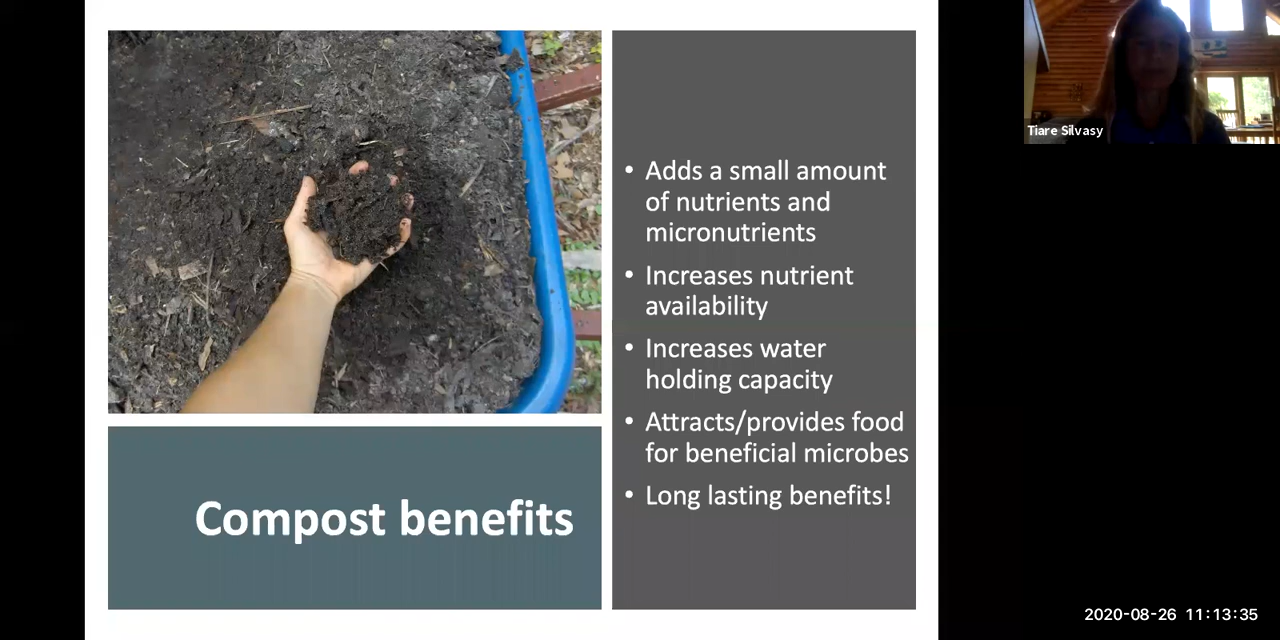 Compost benefits
• Adds a small amount
of nutrients and
micronutrients
• Increases nutrient
availability
• Increases water
holding capacity
• Attracts/provides food
for beneficial microbes
• Long lasting benefits!
Tiare Silvasy
2020-08-26 11:13:35